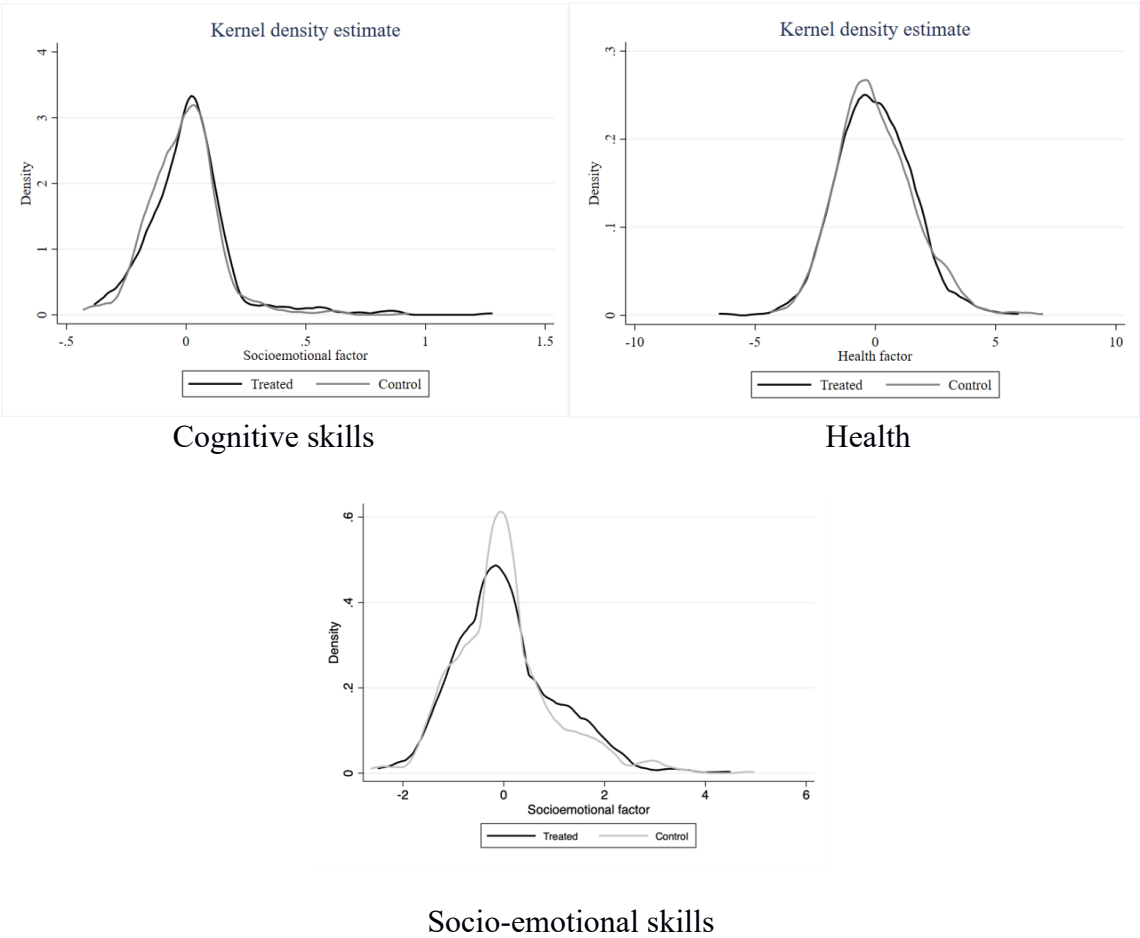 Kernel density estimate
4
3
2
1
0
Density
-.5 0 .5 1 1.5
Socioemotional factor
Treated Control
Cognitive skills
Kernel density estimate
.3
.2
.1
0
Density
-10 -5 0 5 10
Health factor
Treated Control
Health
.6
.4
.2
0
Density
-2 0 2 4 6
Socioemotional factor
Treated Control
Socio-emotional skills